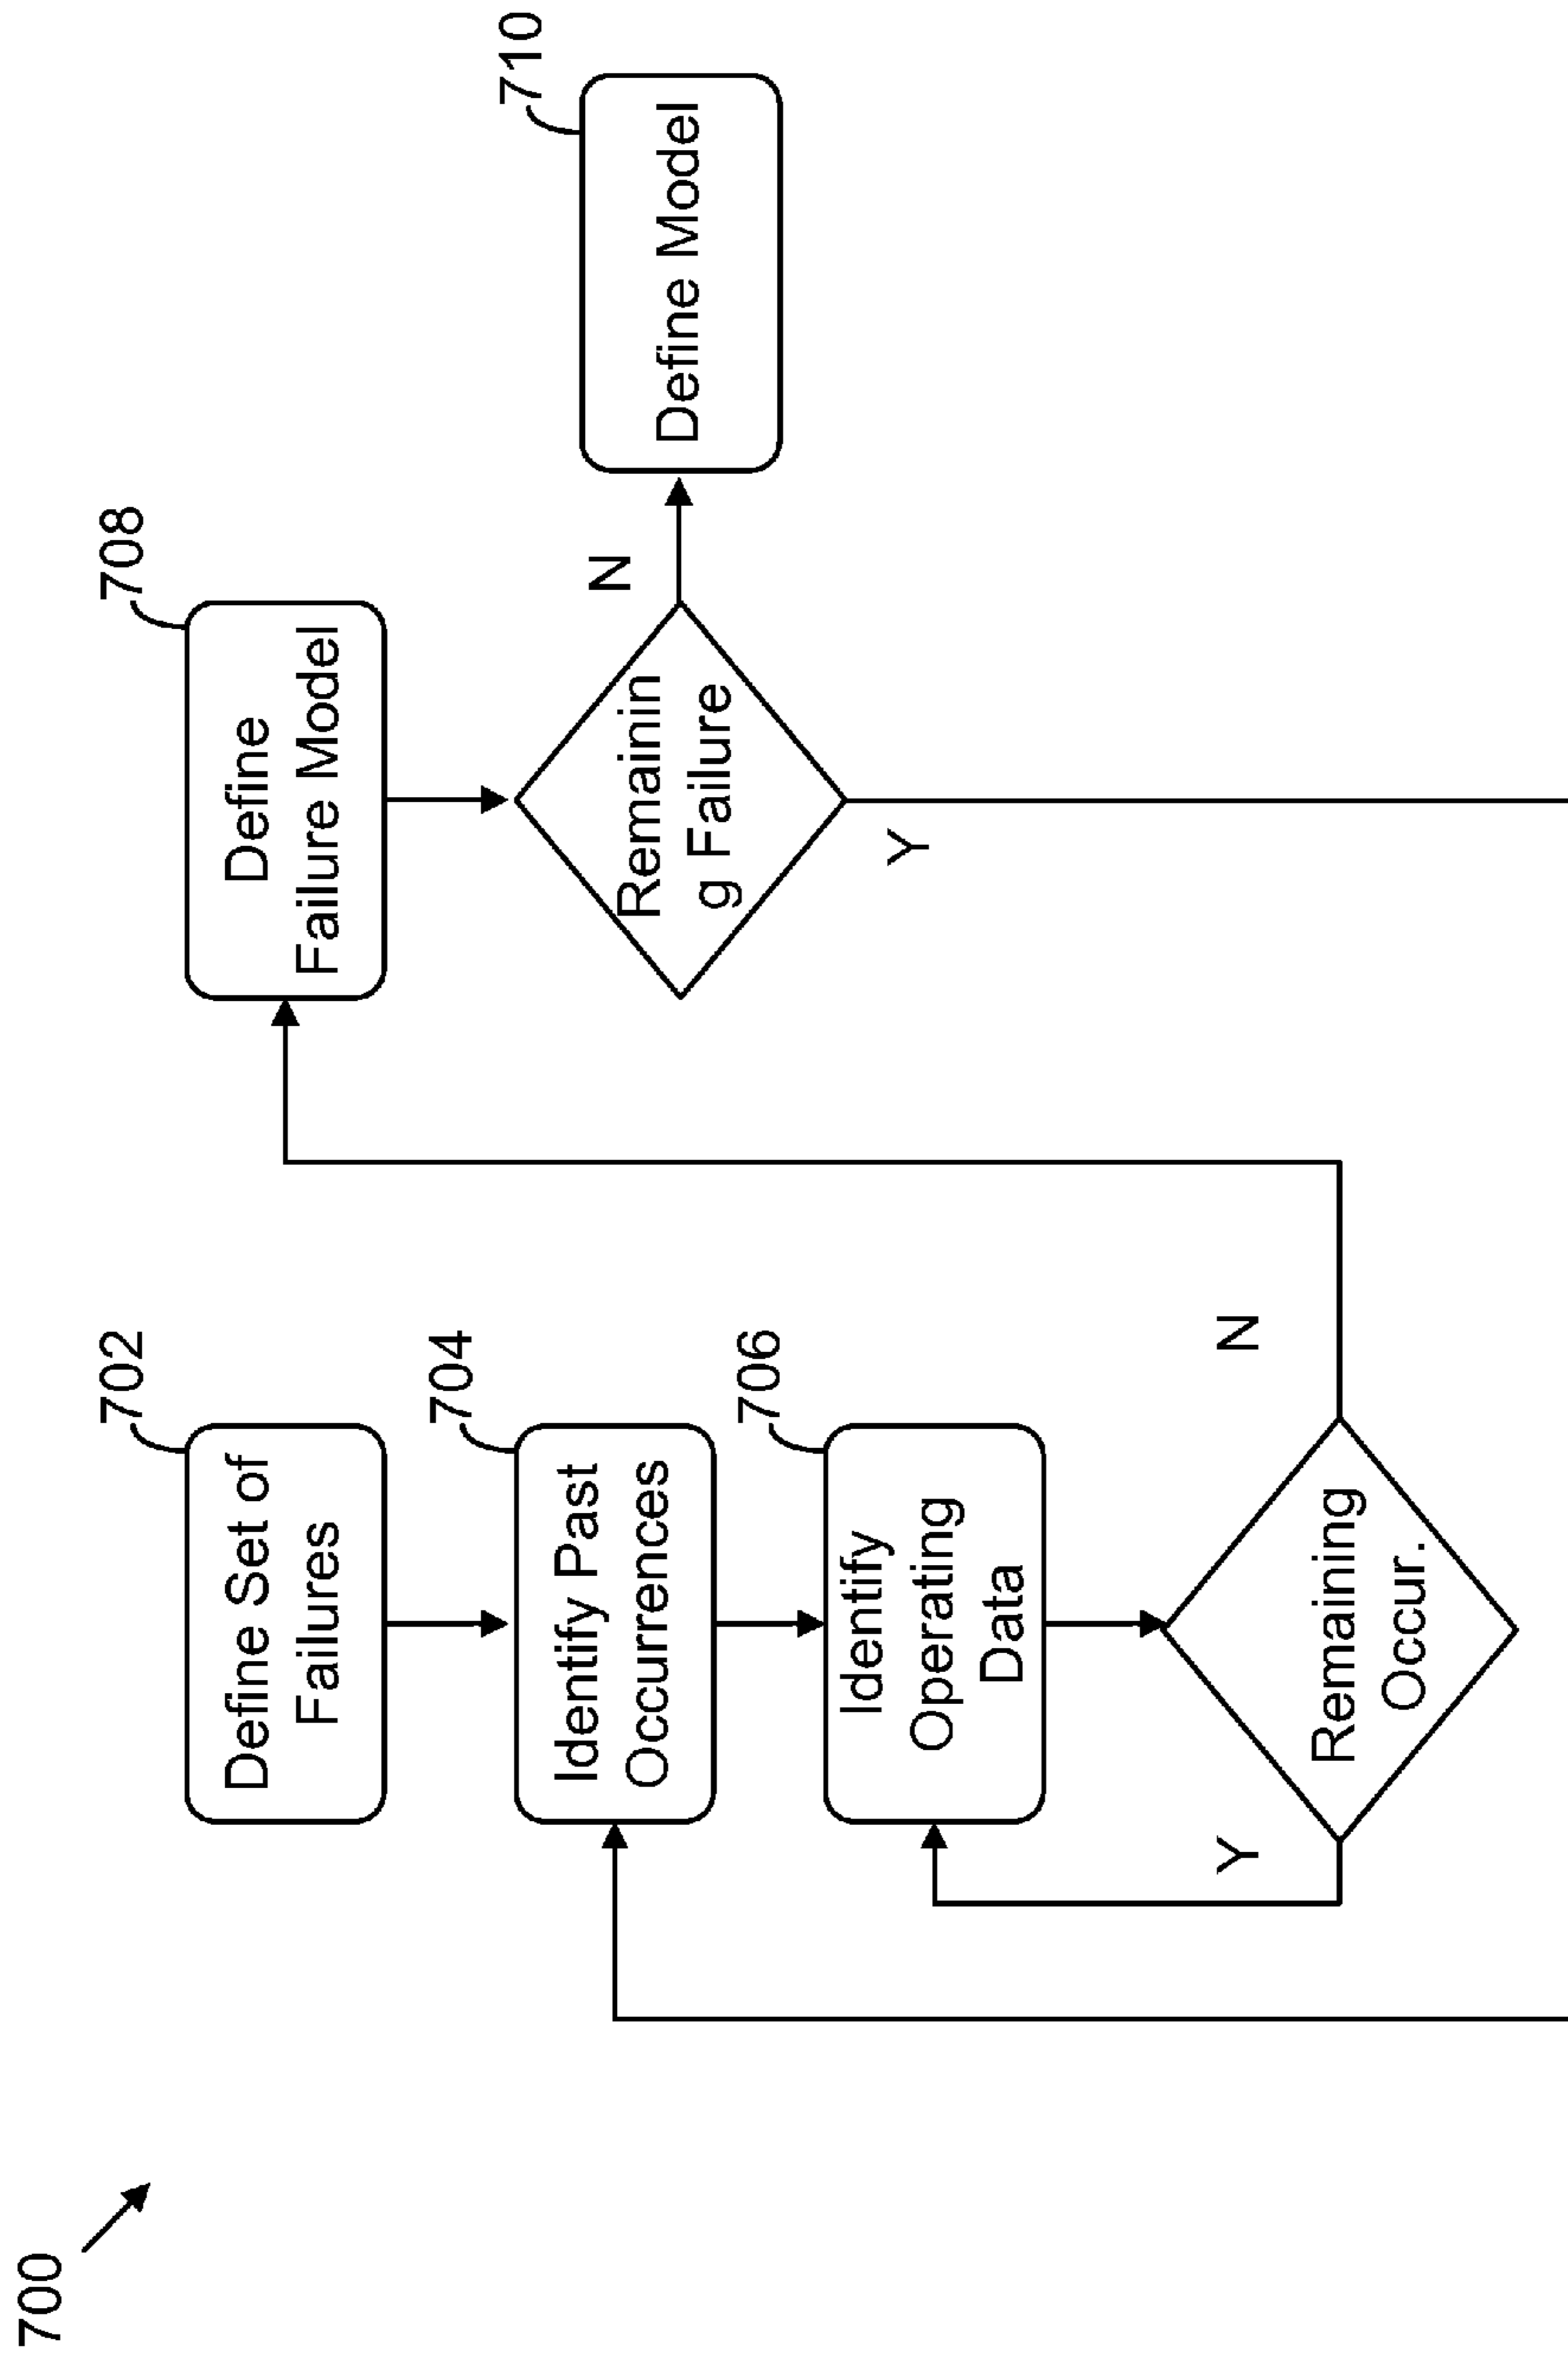 700
702
Define Set of
Failures
704
Identify Past
Occurrences
706
Identify
Operating
Data
Remaining
Occur.
Y
N
708
Define
Failure Model
Remainin
g Failure
N
Y
710
Define Model